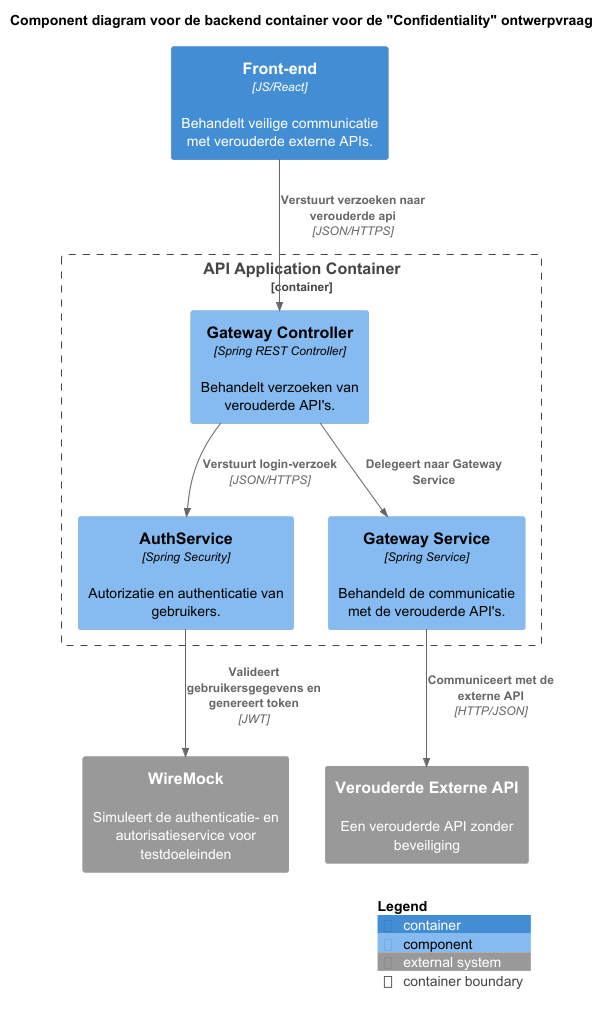 Component diagram voor de backend container voor de "Confidentiality" ontwerpvraag
Front-end
[JS/React]
Behandelt veilige communicatie
met verouderde externe APIs.
Verstuurt verzoeken naar
verouderde api
[JSON/HTTPS]
API Application Container
[container]
Gateway Controller
[Spring REST Controller]
Behandelt verzoeken van
verouderde API's.
Verstuurt login-verzoek
[JSON/HTTPS]
Delegeert naar Gateway
Service
AuthService
[Spring Security]
Autorizatie en authenticatie van
gebruikers.
Gateway Service
[Spring Service]
Behandeld de communicatie
met de verouderde API's.
Valideert
gebruikersgegevens en
genereert token
[JWT]
Communiceert met de
externe API
[HTTP/JSON]
WireMock
Simuleert de authenticatie- en
autorisatieservice voor
testdoeleinden
Verouderde Externe API
Een verouderde API zonder
beveiliging
Legend
container
component
external system
container boundary